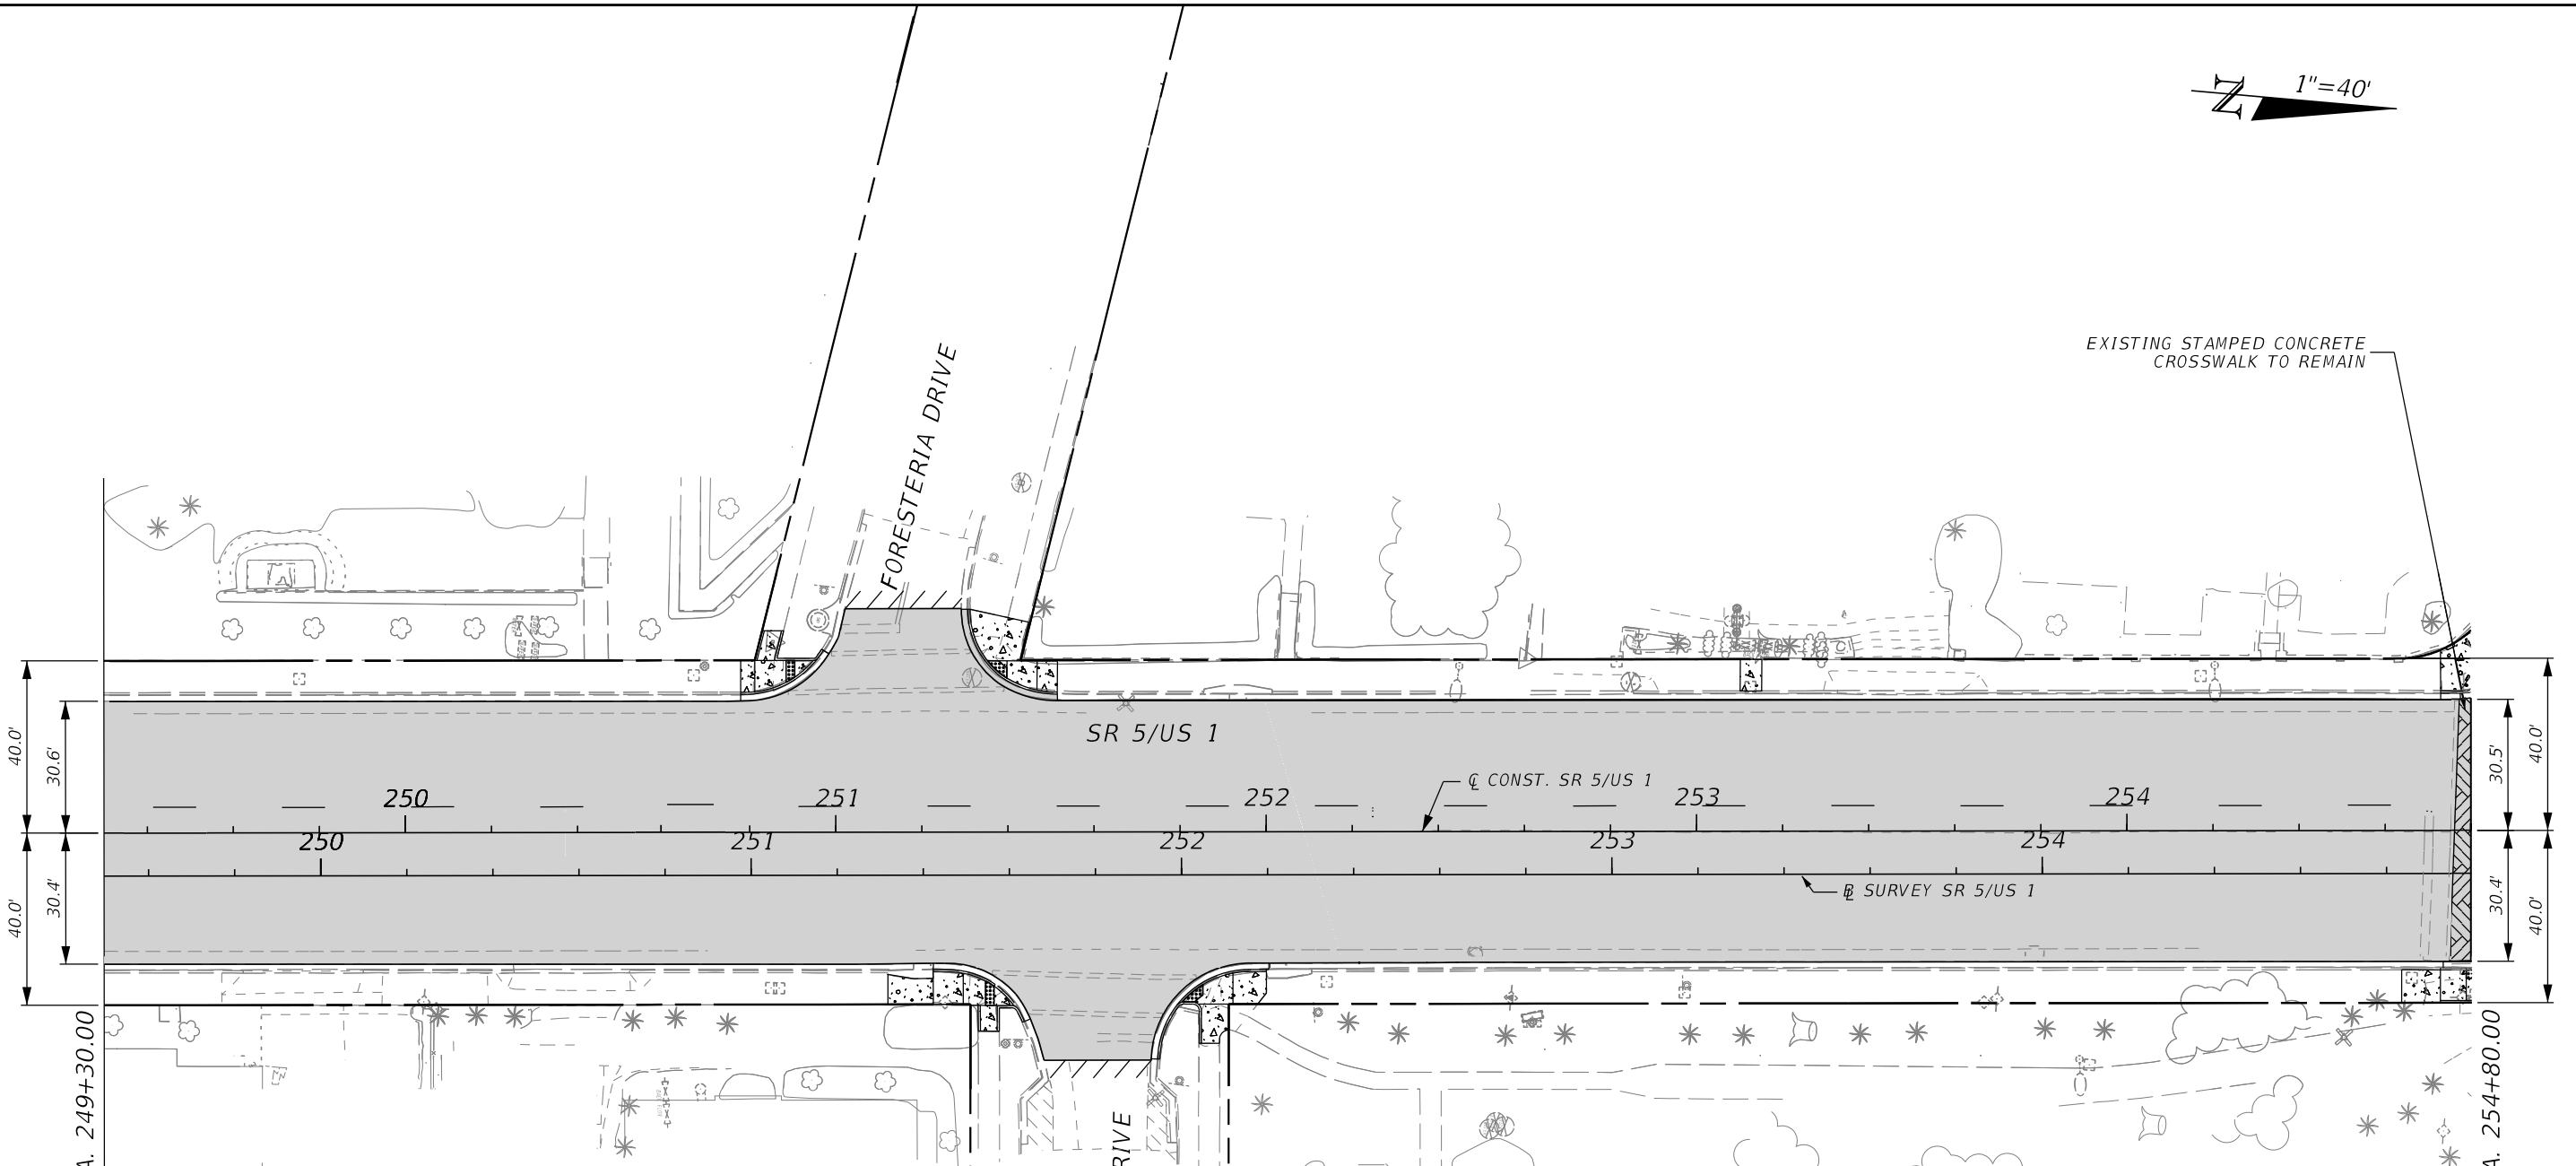 N
1"=40'
EXISTING STAMPED CONCRETE
CROSSWALK TO REMAIN
FORESTERIA DRIVE
SR 5/US 1
40.0'
30.6'
30.5'
40.0'
℄ CONST. SR 5/US 1
250
251
252
253
254
250
251
252
253
254
40.0'
30.4'
30.4'
40.0'
B̵L SURVEY SR 5/US 1
A. 249+30.00
RIVE
A. 254+80.00